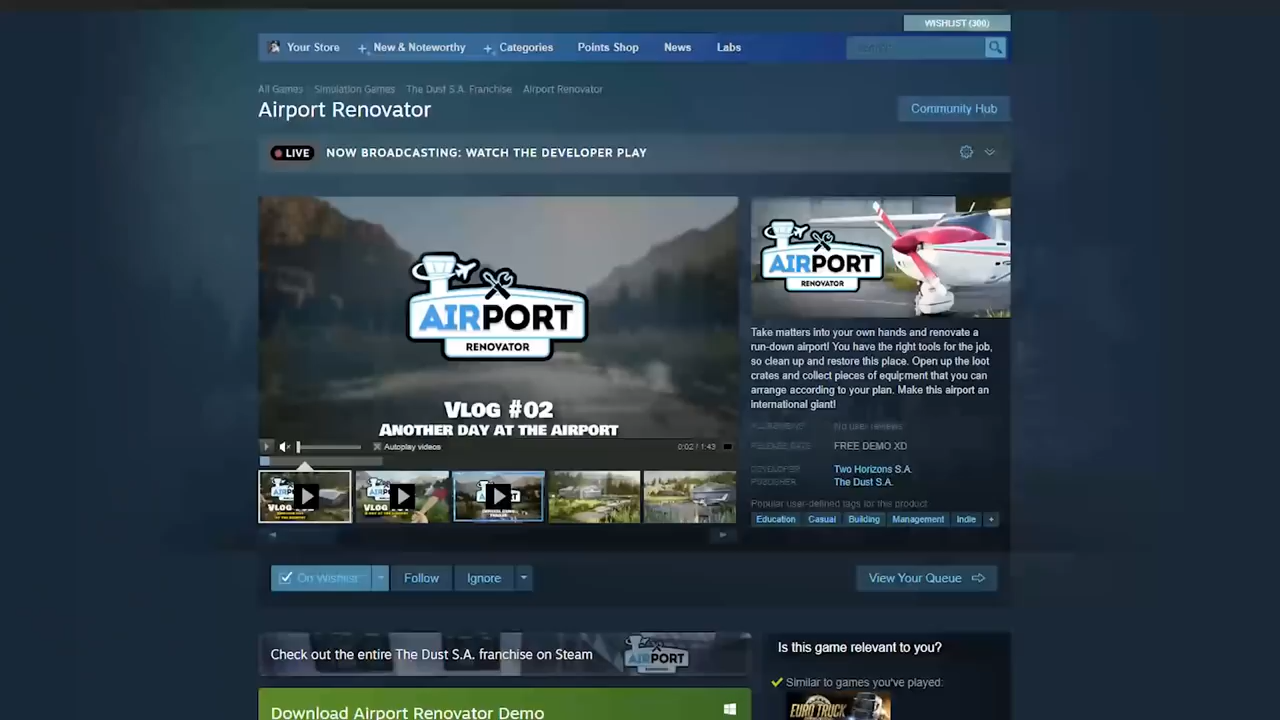 WISHLIST (300)
Your Store
New & Noteworthy
Categories
Points Shop
News
Labs
All Games
Simulation Games
The Dust S.A. Franchise
Airport Renovator
Airport Renovator
Community Hub
LIVE
NOW BROADCASTING: WATCH THE DEVELOPER PLAY
AIRPORT
RENOVATOR
VLOG #02
ANOTHER DAY AT THE AIRPORT
Autoplay videos
0:02 / 1:43
AIRPORT
RENOVATOR
Take matters into your own hands and renovate a
run-down airport! You have the right tools for the job,
so clean up and restore this place. Open up the loot
crates and collect pieces of equipment that you can
arrange according to your plan. Make this airport an
international giant!
No user reviews
RELEASE DATE:
FREE DEMO XD
DEVELOPER:
Two Horizons S.A.
PUBLISHER:
The Dust S.A.
Popular user-defined tags for this product:
Education
Casual
Building
Management
Indie
+
On Wishlist
Follow
Ignore
View Your Queue
Check out the entire The Dust S.A. franchise on Steam
AIRPORT
Is this game relevant to you?
Similar to games you've played:
EURO TRUCK
Download Airport Renovator Demo